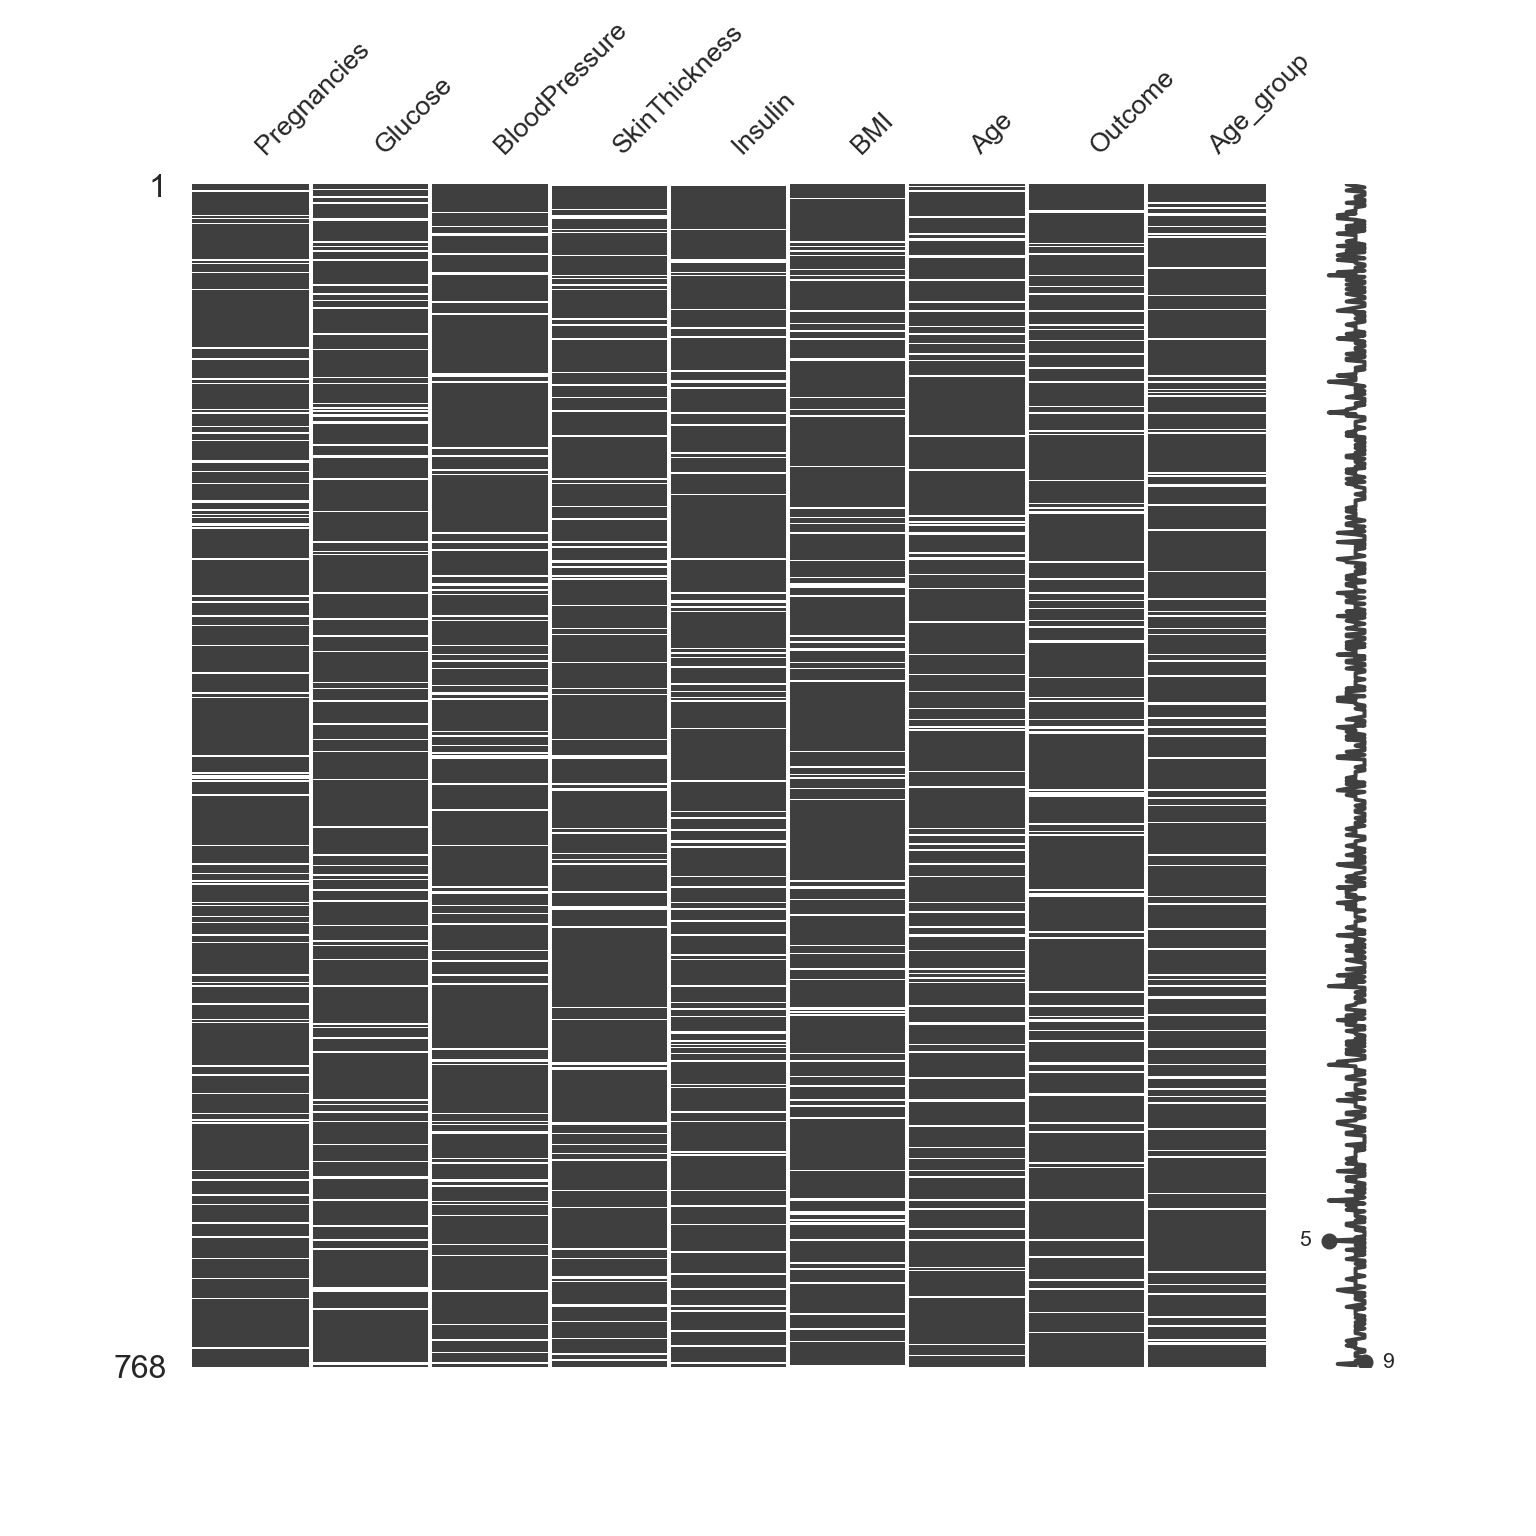 Pregnancies
Glucose
BloodPressure
SkinThickness
Insulin
BMI
Age
Outcome
Age_group
1
5
9
768